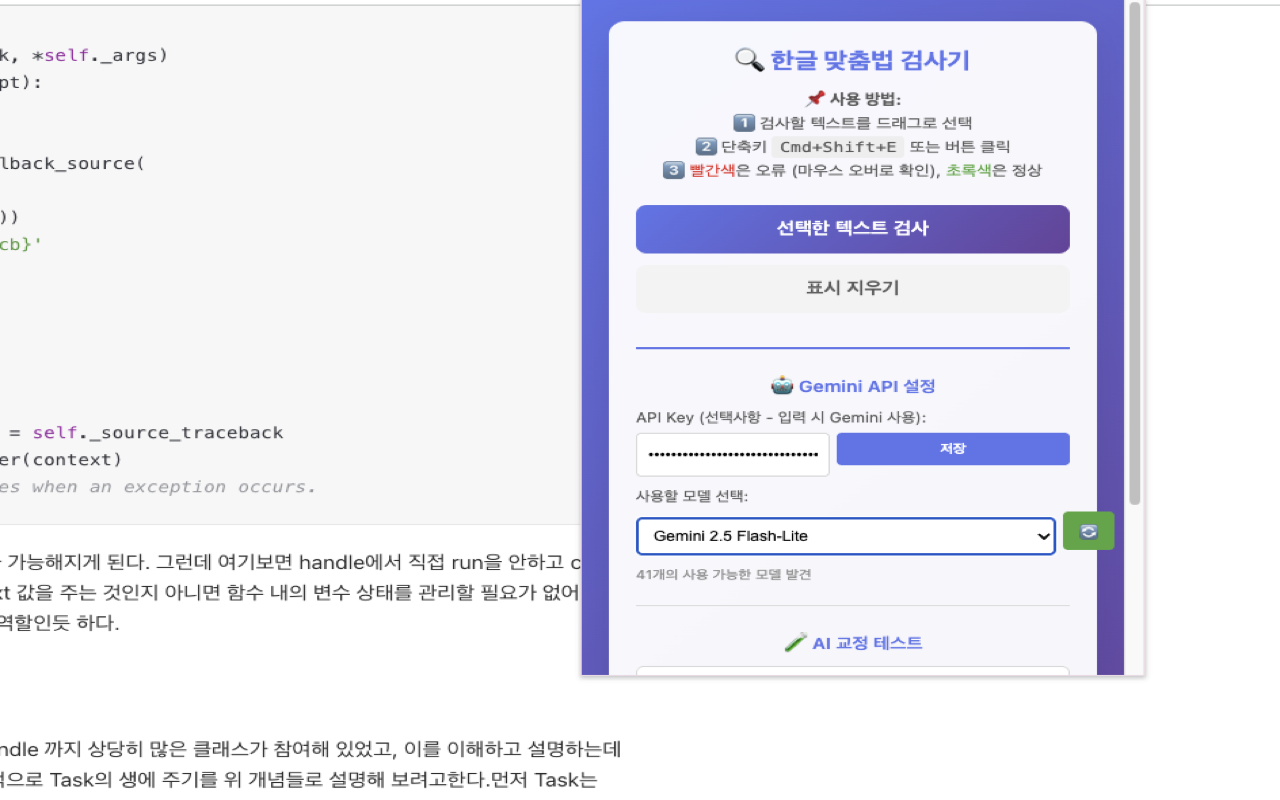 k, *self._args)
pt):
lback_source(
))
cb}'
= self._source_traceback
er(context)
es when an exception occurs.
가능해지게 된다. 그런데 여기보면 handle에서 직접 run을 안하고 c
xt 값을 주는 것인지 아니면 함수 내의 변수 상태를 관리할 필요가 없어
역할인듯 하다.
ndle 까지 상당히 많은 클래스가 참여해 있었고, 이를 이해하고 설명하는데
적으로 Task의 생에 주기를 위 개념들로 설명해 보려고한다.먼저 Task는
🔍 한글 맞춤법 검사기
📌 사용 방법:
1️⃣ 검사할 텍스트를 드래그로 선택
2️⃣ 단축키 Cmd+Shift+E 또는 버튼 클릭
3️⃣ 빨간색은 오류 (마우스 오버로 확인), 초록색은 정상
선택한 텍스트 검사
표시 지우기
🤖 Gemini API 설정
API Key (선택사항 - 입력 시 Gemini 사용):
••••••••••••••••••••••••••••••
저장
사용할 모델 선택:
Gemini 2.5 Flash-Lite
41개의 사용 가능한 모델 발견
🧪 AI 교정 테스트